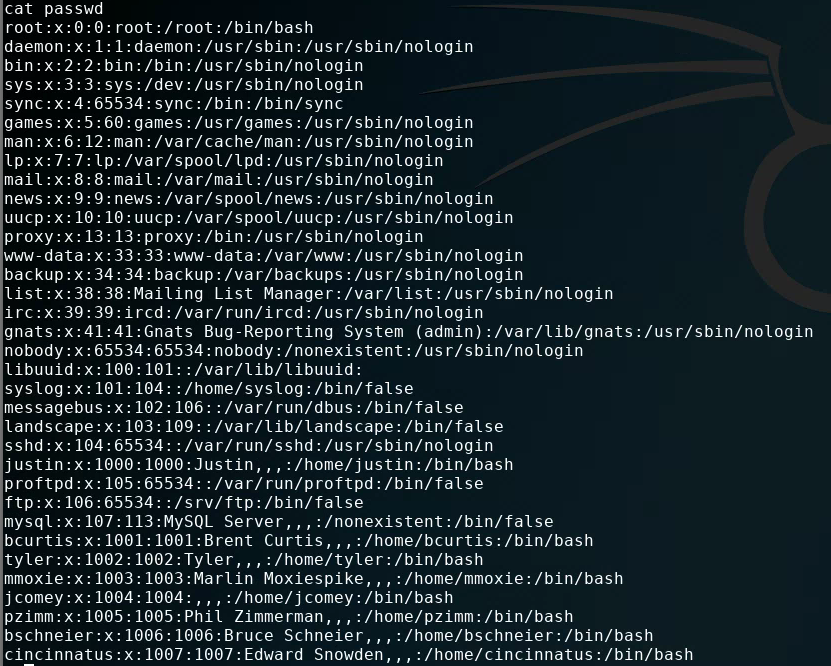 cat passwd
root:x:0:0:root:/root:/bin/bash
daemon:x:1:1:daemon:/usr/sbin:/usr/sbin/nologin
bin:x:2:2:bin:/bin:/usr/sbin/nologin
sys:x:3:3:sys:/dev:/usr/sbin/nologin
sync:x:4:65534:sync:/bin:/bin/sync
games:x:5:60:games:/usr/games:/usr/sbin/nologin
man:x:6:12:man:/var/cache/man:/usr/sbin/nologin
lp:x:7:7:lp:/var/spool/lpd:/usr/sbin/nologin
mail:x:8:8:mail:/var/mail:/usr/sbin/nologin
news:x:9:9:news:/var/spool/news:/usr/sbin/nologin
uucp:x:10:10:uucp:/var/spool/uucp:/usr/sbin/nologin
proxy:x:13:13:proxy:/bin:/usr/sbin/nologin
www-data:x:33:33:www-data:/var/www:/usr/sbin/nologin
backup:x:34:34:backup:/var/backups:/usr/sbin/nologin
list:x:38:38:Mailing List Manager:/var/list:/usr/sbin/nologin
irc:x:39:39:ircd:/var/run/ircd:/usr/sbin/nologin
gnats:x:41:41:Gnats Bug-Reporting System (admin):/var/lib/gnats:/usr/sbin/nologin
nobody:x:65534:65534:nobody:/nonexistent:/usr/sbin/nologin
libuuid:x:100:101::/var/lib/libuuid:
syslog:x:101:104::/home/syslog:/bin/false
messagebus:x:102:106::/var/run/dbus:/bin/false
landscape:x:103:109::/var/lib/landscape:/bin/false
sshd:x:104:65534::/var/run/sshd:/usr/sbin/nologin
justin:x:1000:1000:Justin,,,:/home/justin:/bin/bash
proftpd:x:105:65534::/var/run/proftpd:/bin/false
ftp:x:106:65534::/srv/ftp:/bin/false
mysql:x:107:113:MySQL Server,,,:/nonexistent:/bin/false
bcurtis:x:1001:1001:Brent Curtis,,,:/home/bcurtis:/bin/bash
tyler:x:1002:1002:Tyler,,,:/home/tyler:/bin/bash
mmoxie:x:1003:1003:Marlin Moxiespike,,,:/home/mmoxie:/bin/bash
jcomey:x:1004:1004:,,,:/home/jcomey:/bin/bash
pzimm:x:1005:1005:Phil Zimmerman,,,:/home/pzimm:/bin/bash
bschneier:x:1006:1006:Bruce Schneier,,,:/home/bschneier:/bin/bash
cincinnatus:x:1007:1007:Edward Snowden,,,:/home/cincinnatus:/bin/bash